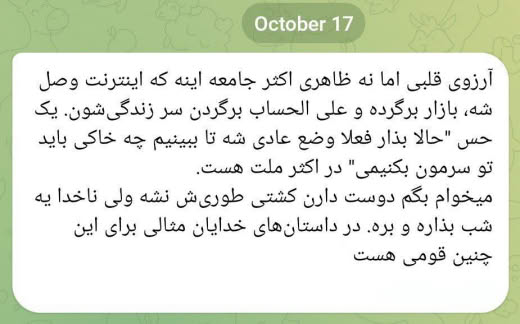 October 17
آرزوی قلبی اما نه ظاهری اکثر جامعه اینه که اینترنت وصل
شه، بازار برگرده و علی الحساب برگردن سر زندگی‌شون. یک
حس "حالا بذار فعلا وضع عادی شه تا ببینیم چه خاکی باید
تو سرمون بکنیمی" در اکثر ملت هست.
میخوام بگم دوست دارن کشتی طوری‌ش نشه ولی ناخدا یه
شب بذاره و بره. در داستان‌های خدایان مثالی برای این
چنین قومی هست